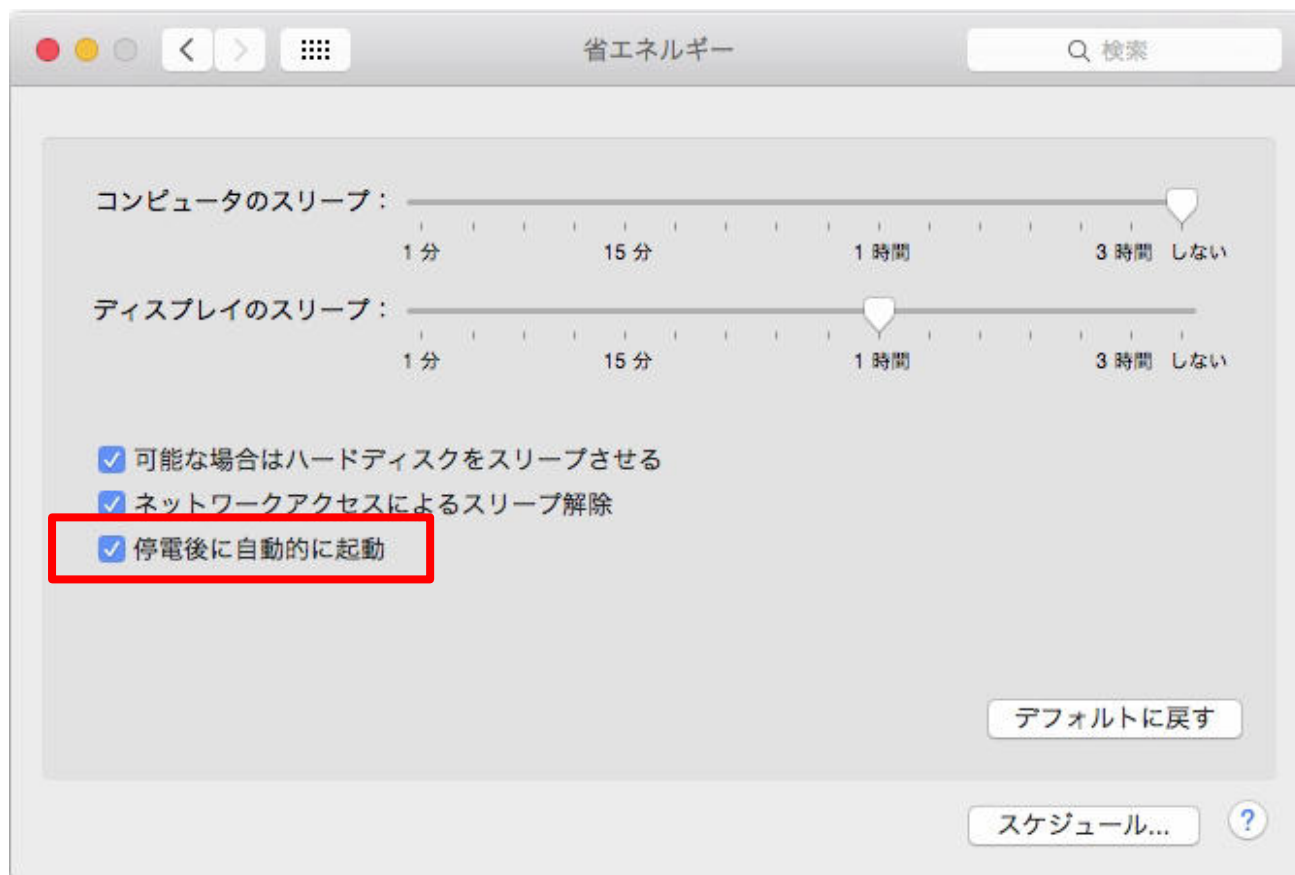 省エネルギー
検索
コンピュータのスリープ：
1 分 15 分 1 時間 3 時間 しない
ディスプレイのスリープ：
1 分 15 分 1 時間 3 時間 しない
可能な場合はハードディスクをスリープさせる
ネットワークアクセスによるスリープ解除
停電後に自動的に起動
デフォルトに戻す
スケジュール...
?